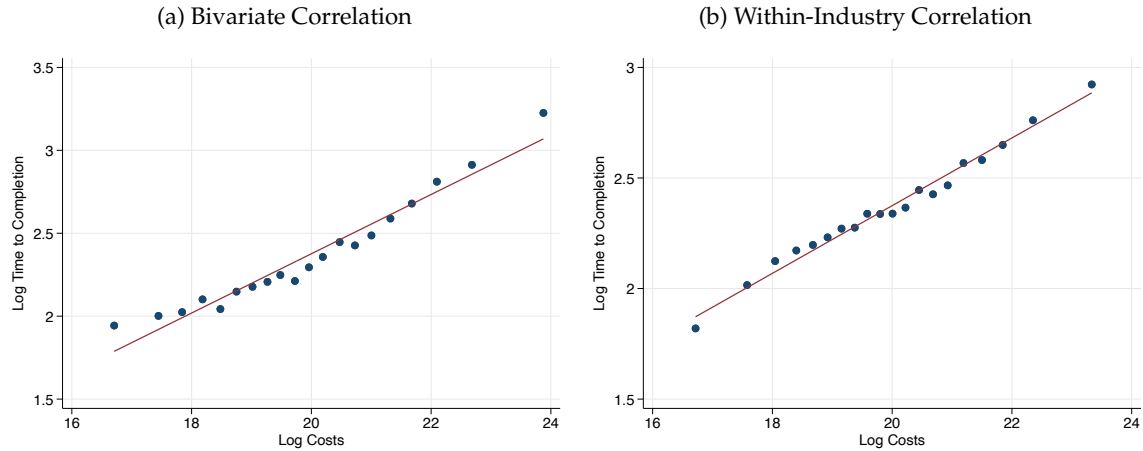 (a) Bivariate Correlation
3.5
3
2.5
2
1.5
Log Time to Completion
16 18 20 22 24
Log Costs
(b) Within-Industry Correlation
3
2.5
2
1.5
Log Time to Completion
16 18 20 22 24
Log Costs